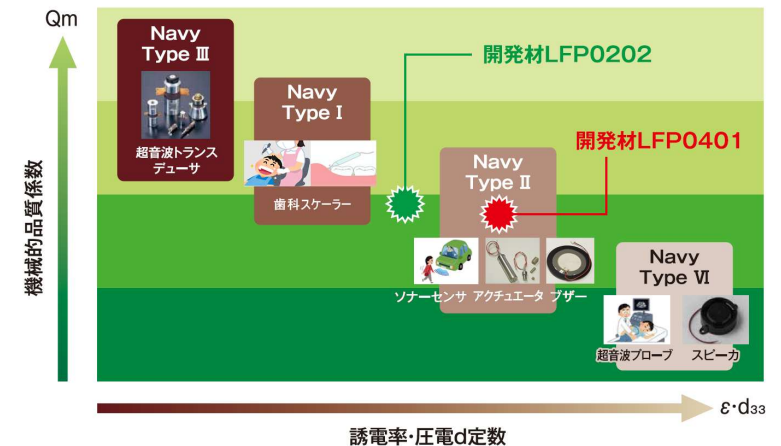 Qm
Navy
Type Ⅲ
超音波トランス
デューサ
Navy
Type Ⅰ
歯科スケーラー
開発材LFP0202
開発材LFP0401
Navy
Type Ⅱ
ソナーセンサ アクチュエータ ブザー
Navy
Type Ⅵ
超音波プローブ スピーカ
機械的品質係数
ε·d33
誘電率・圧電d定数